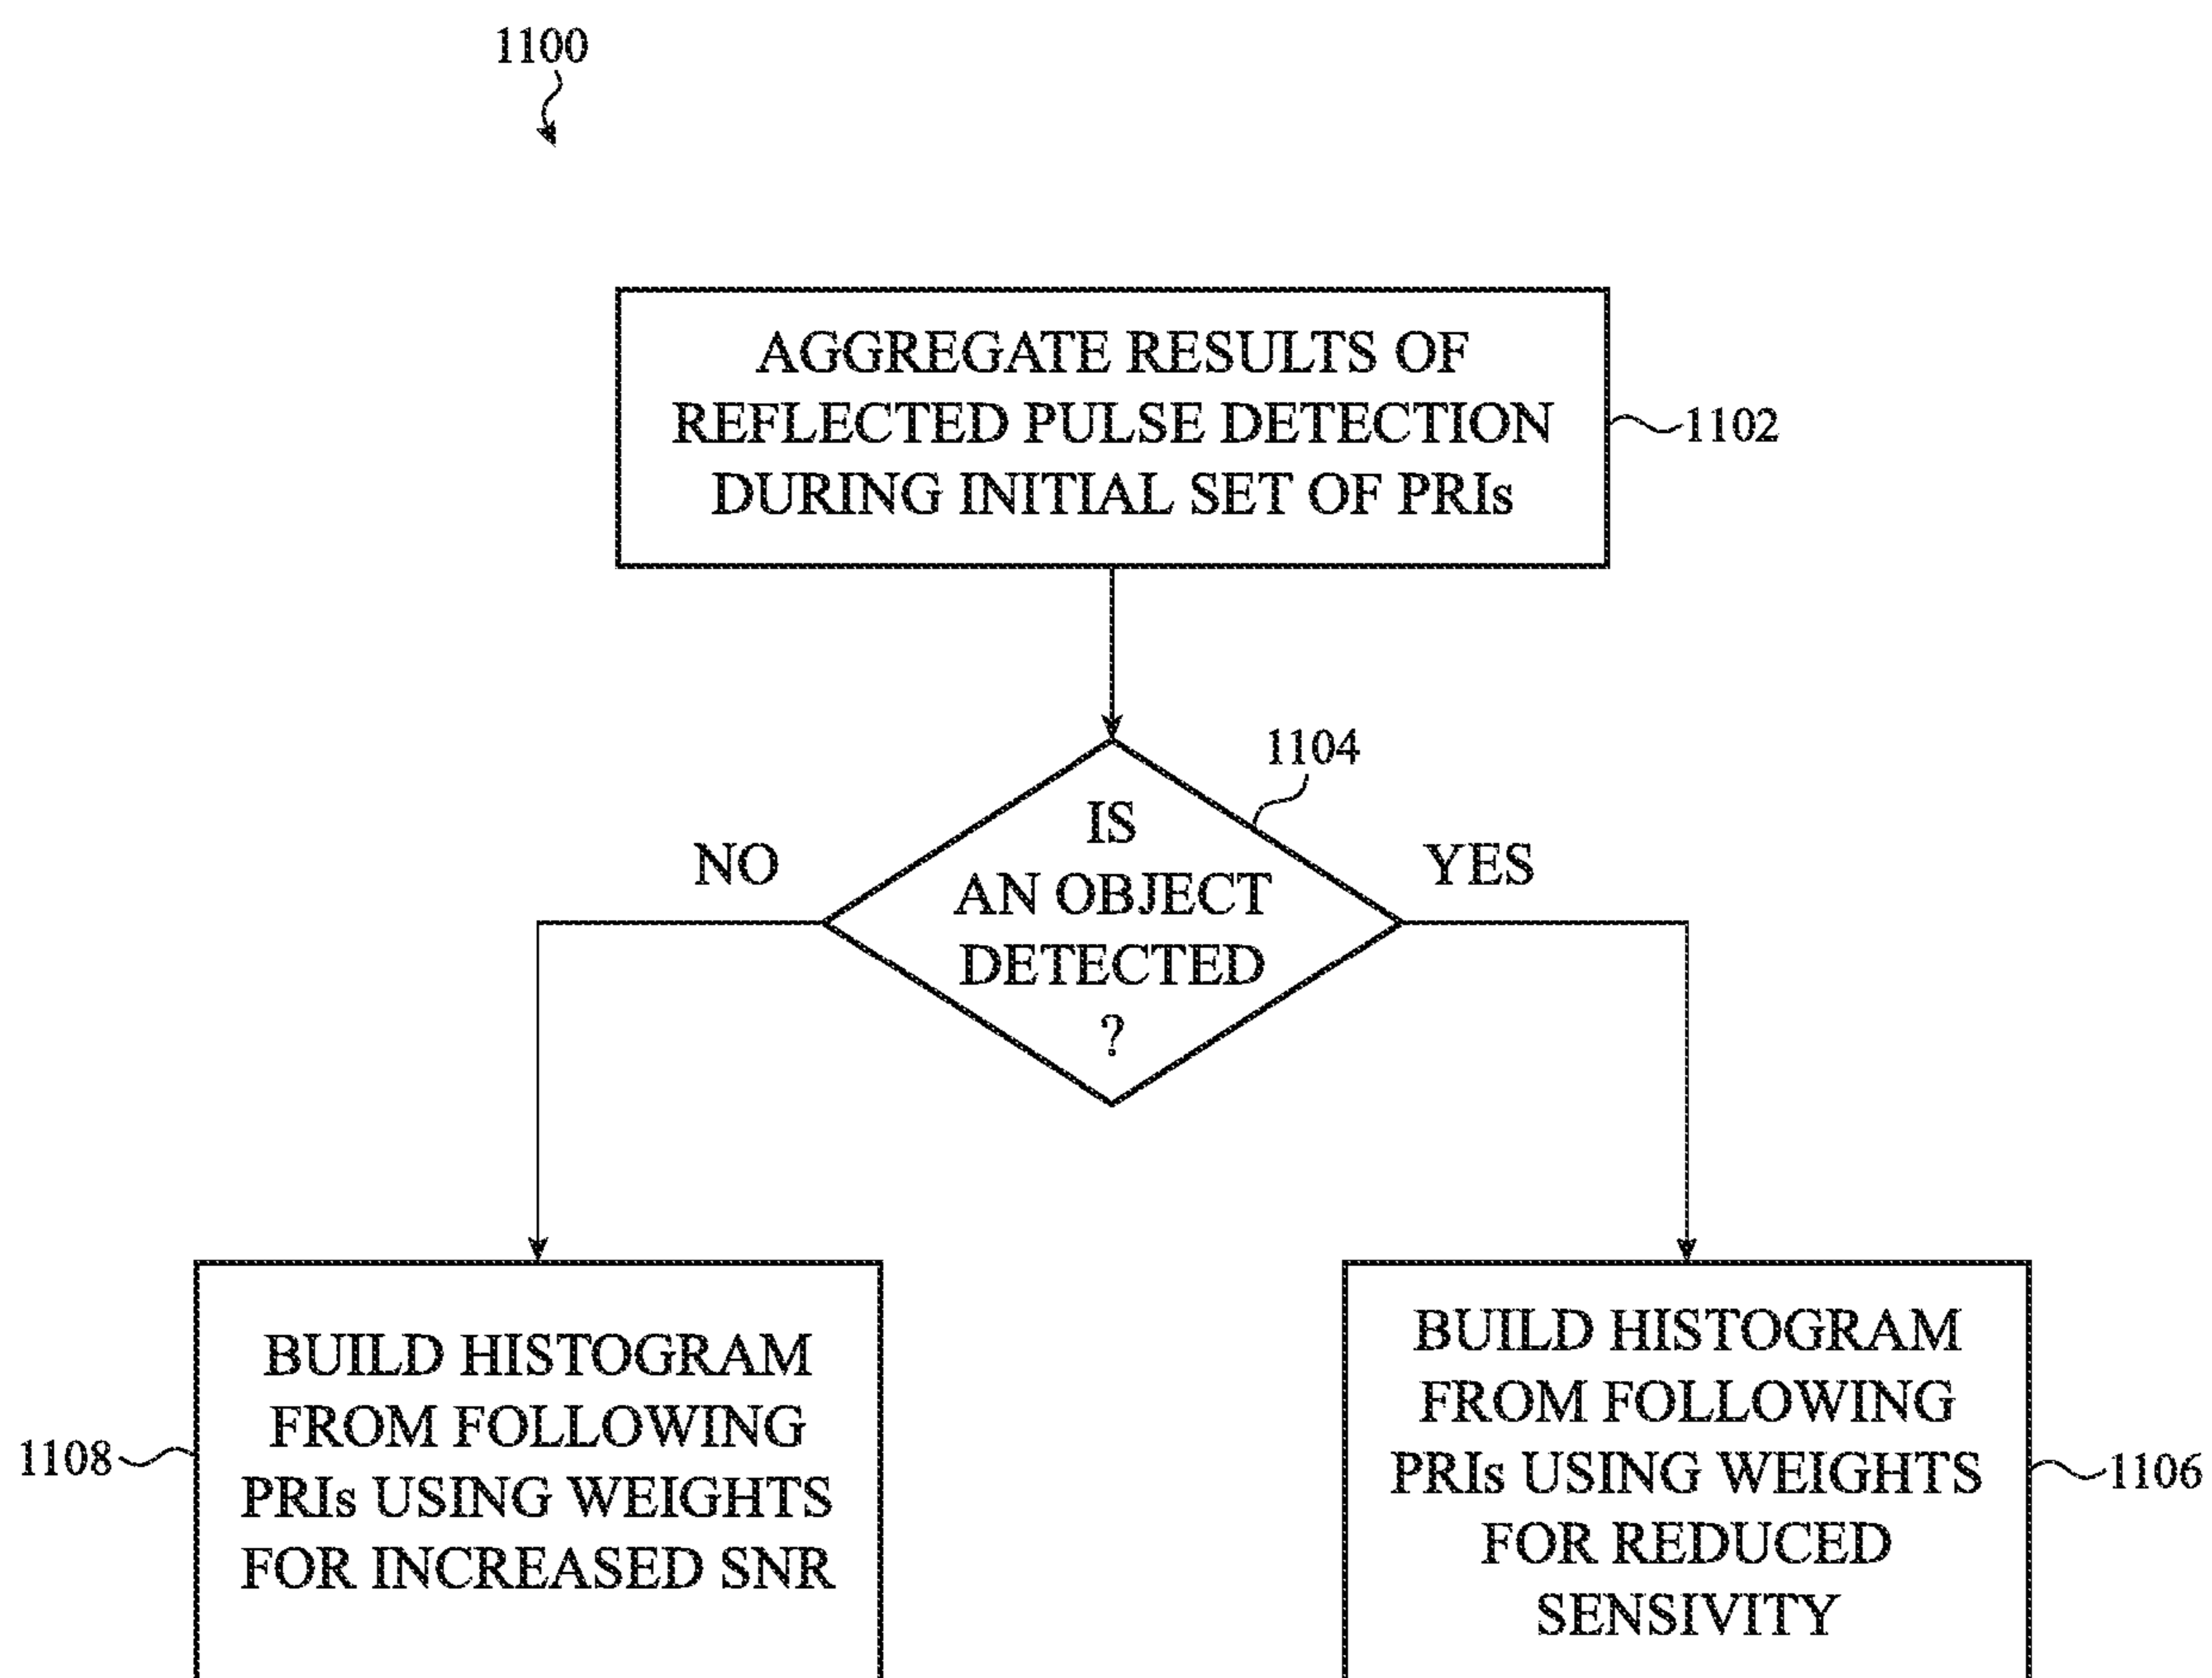 1100
AGGREGATE RESULTS OF
REFLECTED PULSE DETECTION
DURING INITIAL SET OF PRIs
1102
1104
IS
AN OBJECT
DETECTED
?
NO
YES
BUILD HISTOGRAM
FROM FOLLOWING
PRIs USING WEIGHTS
FOR INCREASED SNR
1108
BUILD HISTOGRAM
FROM FOLLOWING
PRIs USING WEIGHTS
FOR REDUCED
SENSIVITY
1106